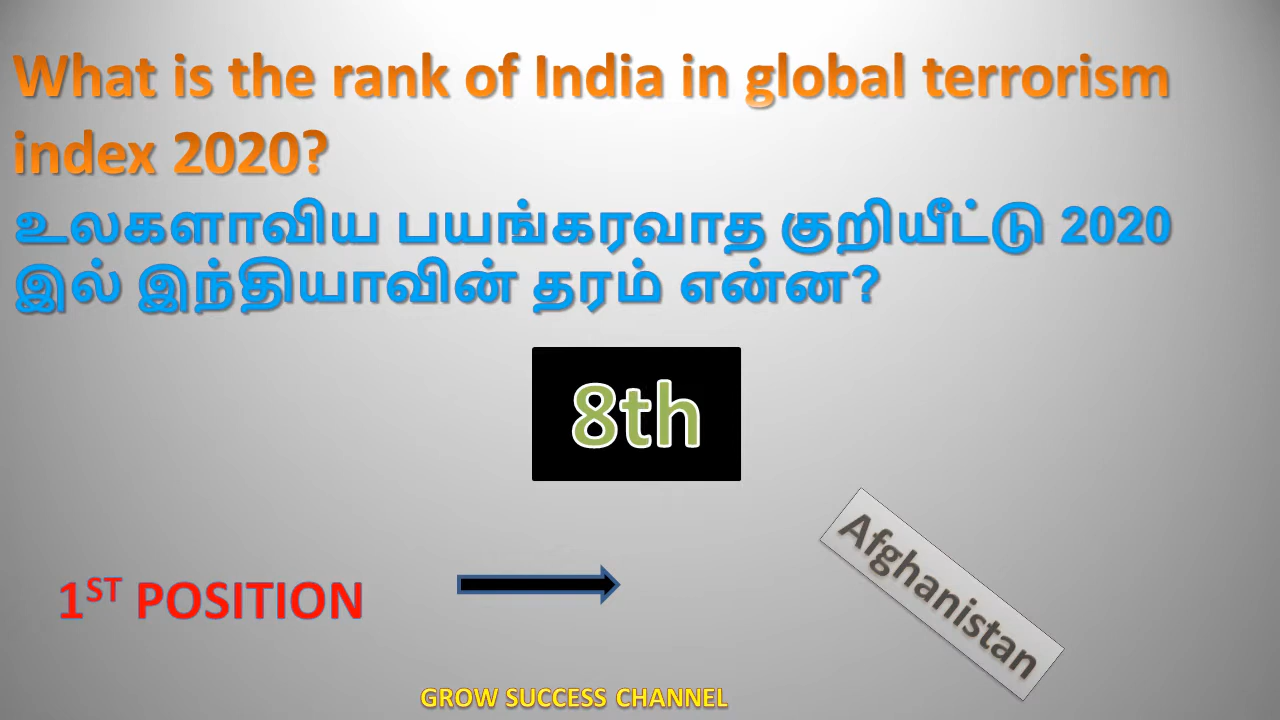 What is the rank of India in global terrorism
index 2020?
உலகளாவிய பயங்கரவாத குறியீட்டு 2020
இல் இந்தியாவின் தரம் என்ன?
8th
Afghanistan
1ST POSITION
GROW SUCCESS CHANNEL